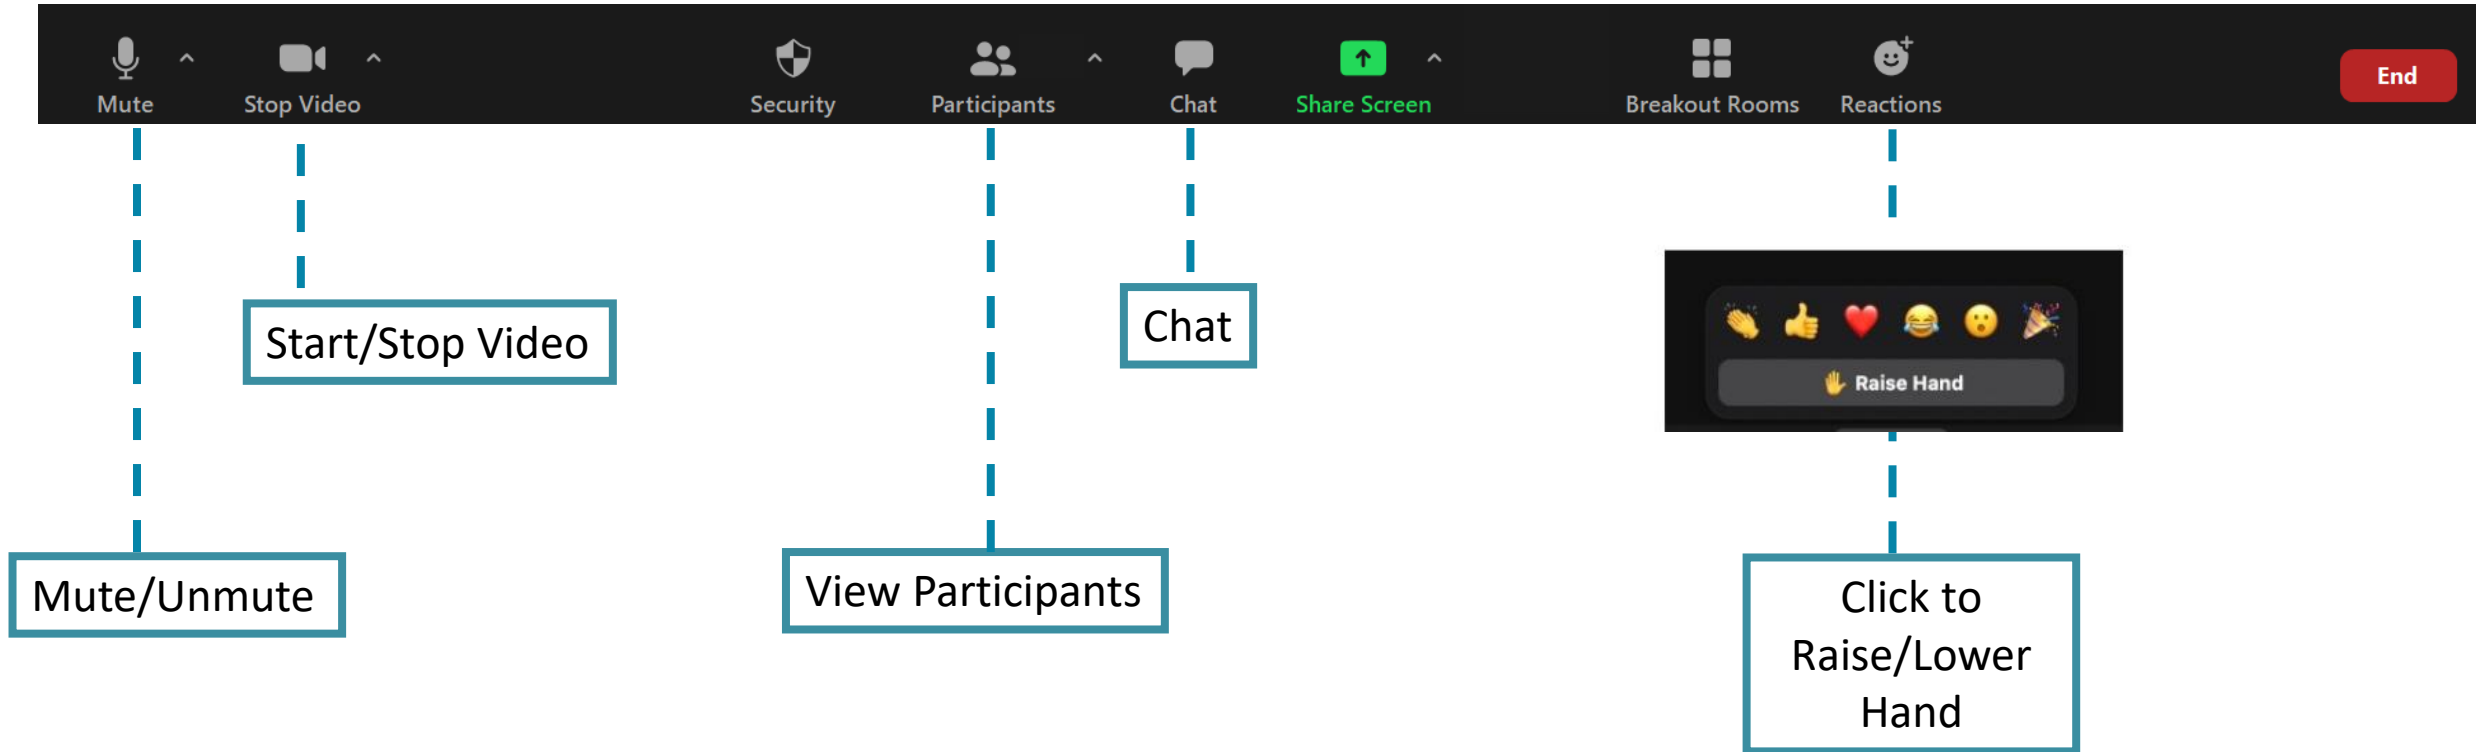 Mute
Stop Video
Security
Participants
Chat
Share Screen
Breakout Rooms
Reactions
End
Start/Stop Video
Chat
Raise Hand
Mute/Unmute
View Participants
Click to
Raise/Lower
Hand